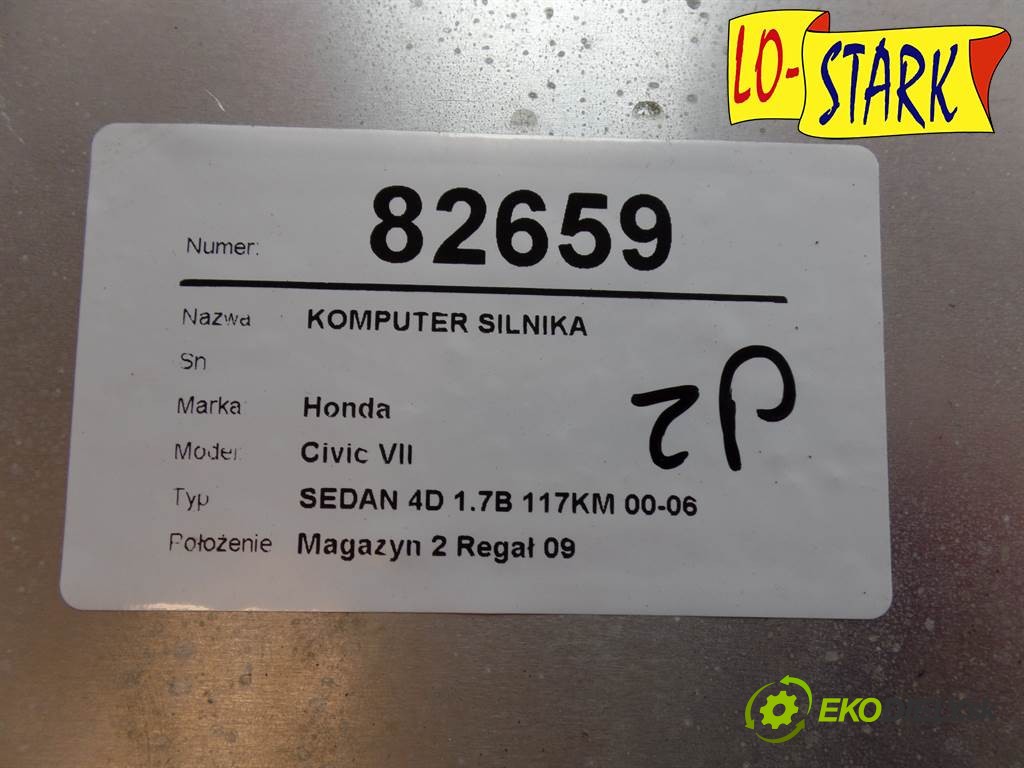 LO-STARK
Numer: 82659
Nazwa KOMPUTER SILNIKA
Sn
Marka Honda
Model Civic VII
Typ SEDAN 4D 1.7B 117KM 00-06
Położenie Magazyn 2 Regał 09
EKO